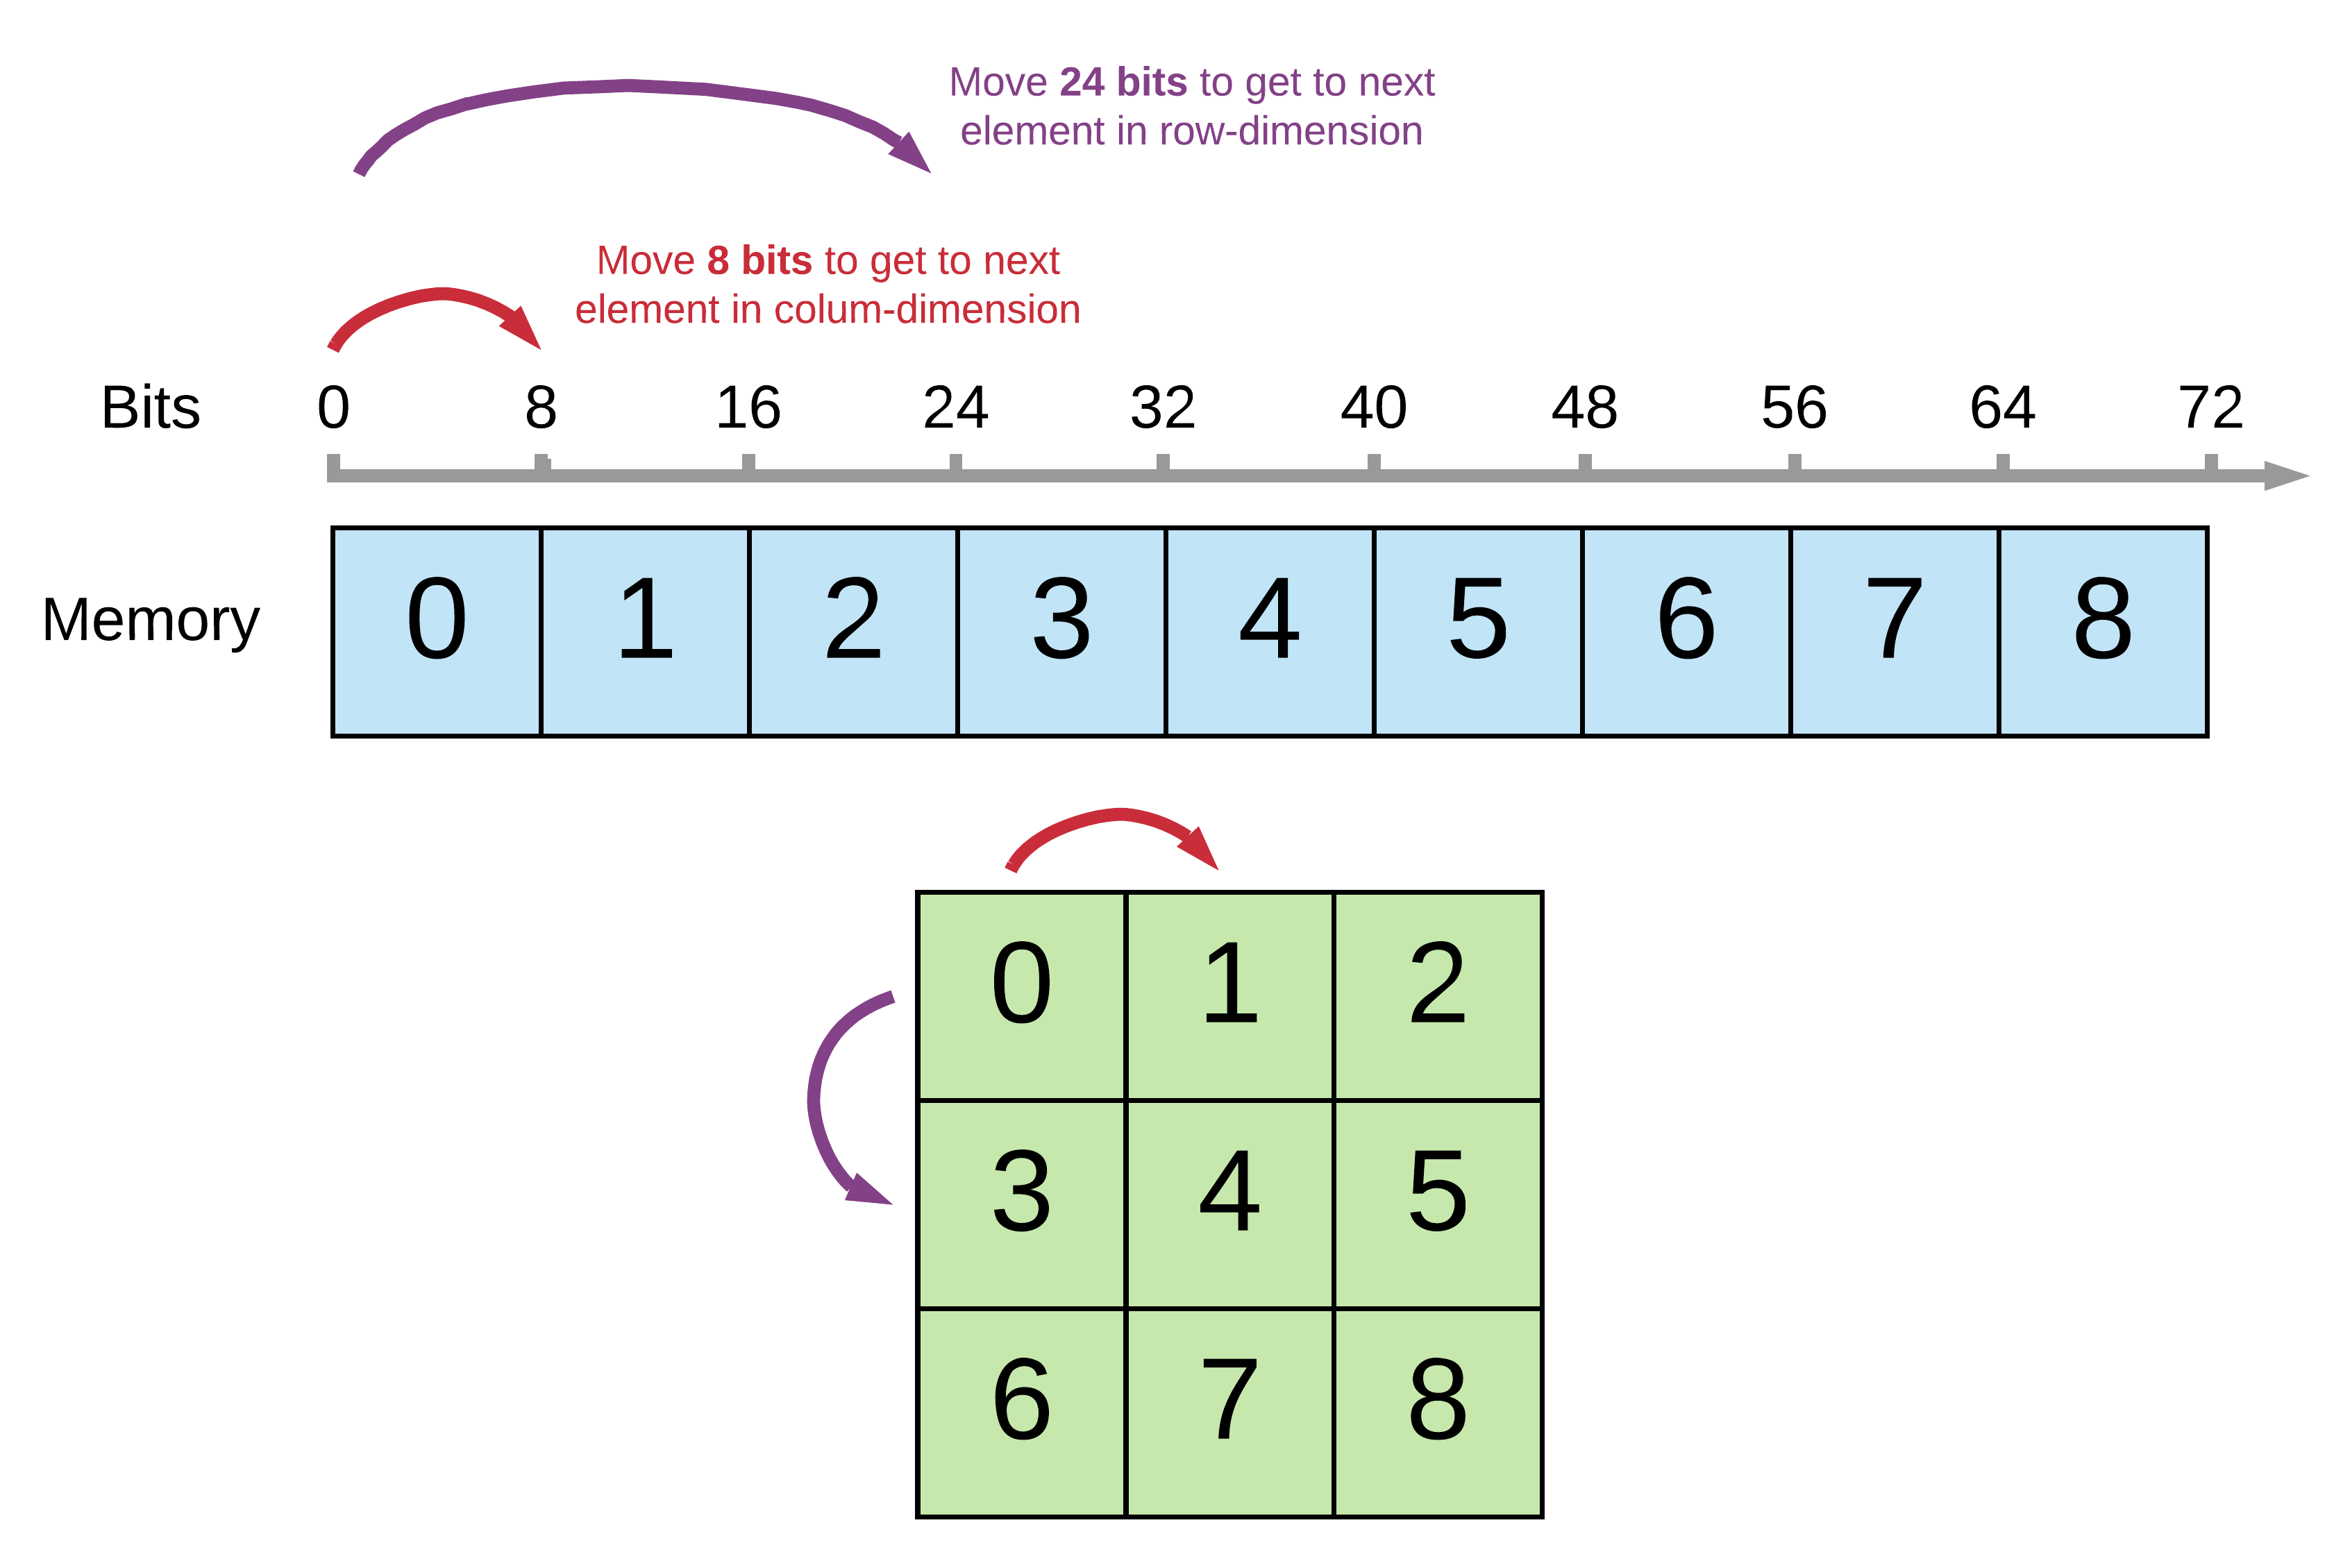 Move 24 bits to get to next
element in row-dimension
Move 8 bits to get to next
element in colum-dimension
Bits 0 8 16 24 32 40 48 56 64 72
Memory 0 1 2 3 4 5 6 7 8
0 1 2
3 4 5
6 7 8